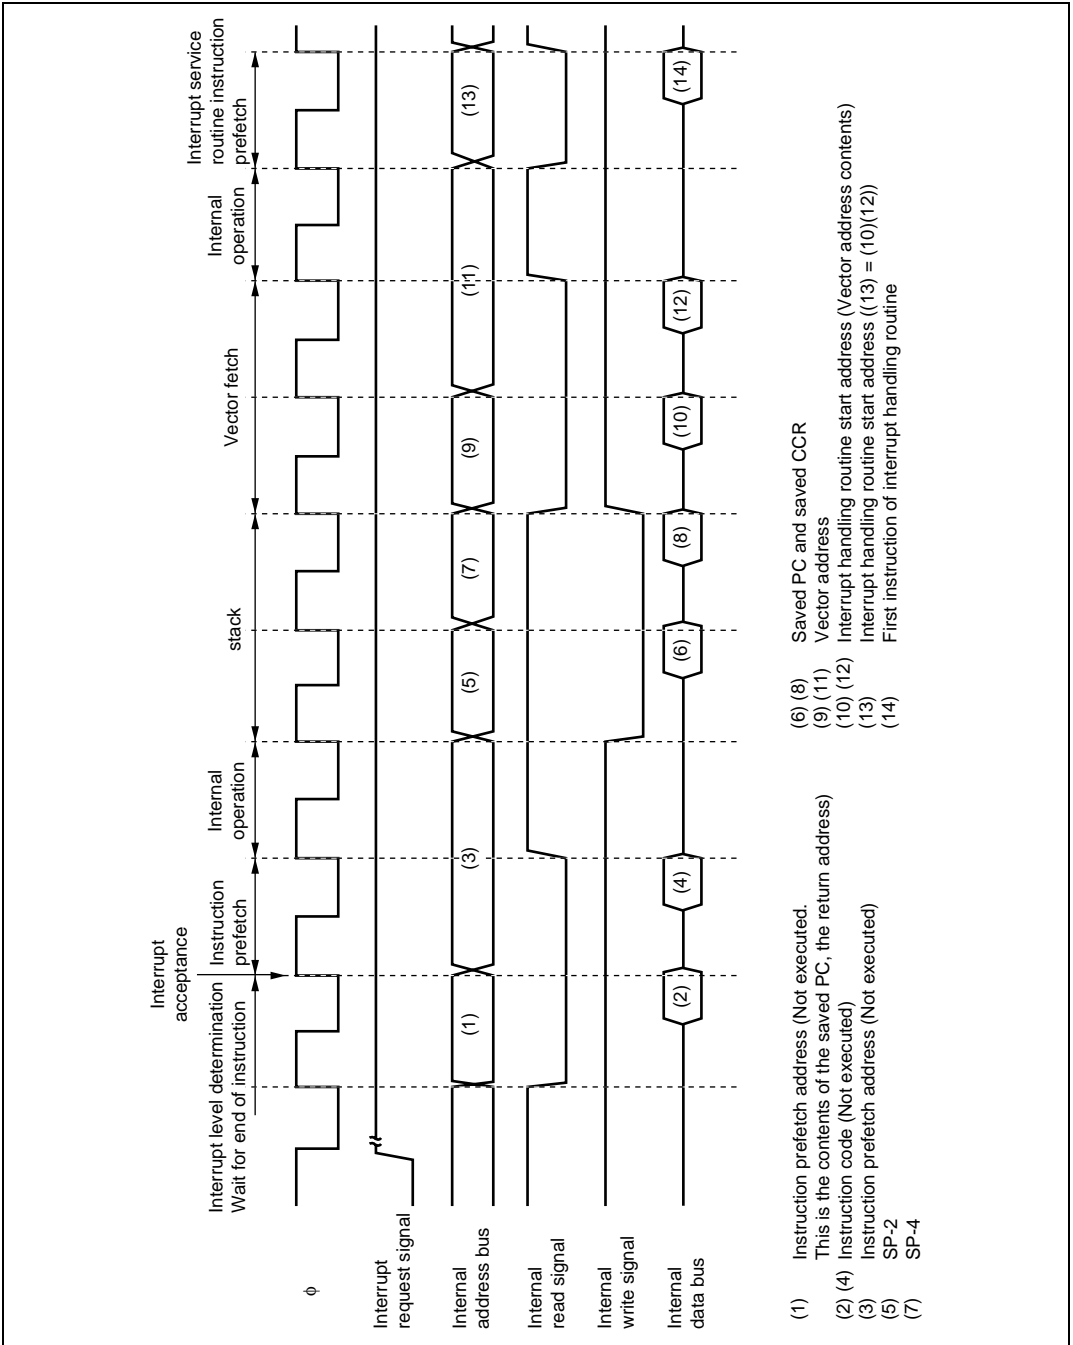 Interrupt level determination
Wait for end of instruction
Interrupt
acceptance
Instruction
prefetch
Internal
operation
stack
Vector fetch
Internal
operation
Interrupt service
routine instruction
prefetch
ϕ
Interrupt
request signal
Internal
address bus
(1)
(3)
(5)
(7)
(9)
(11)
(13)
Internal
read signal
Internal
write signal
Internal
data bus
(2)
(4)
(6)
(8)
(10)
(12)
(14)
(1) Instruction prefetch address (Not executed.
This is the contents of the saved PC, the return address)
(2) (4) Instruction code (Not executed)
(3) Instruction prefetch address (Not executed)
(5) SP-2
(7) SP-4
(6) (8) Saved PC and saved CCR
(9) (11) Vector address
(10) (12) Interrupt handling routine start address (Vector address contents)
(13) Interrupt handling routine start address ((13) = (10)(12))
(14) First instruction of interrupt handling routine